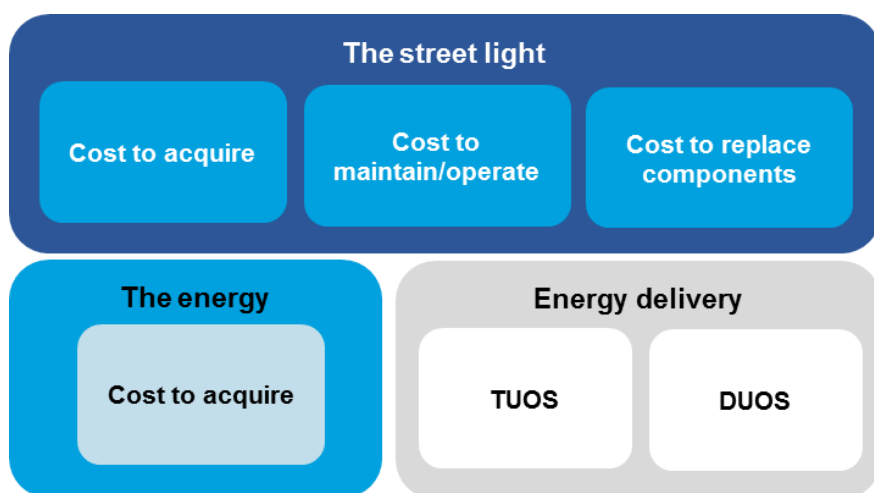 The street light
Cost to acquire
Cost to
maintain/operate
Cost to replace
components
The energy
Cost to acquire
Energy delivery
TUOS
DUOS